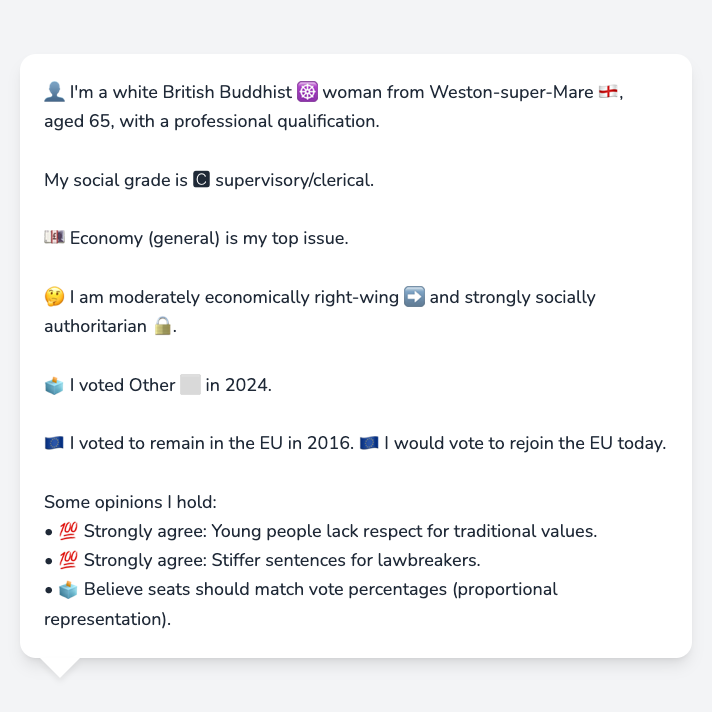 👤 I'm a white British Buddhist ☸️ woman from Weston-super-Mare 🏴󠁧󠁢󠁥󠁮󠁧󠁿,
aged 65, with a professional qualification.
My social grade is 🅲 supervisory/clerical.
💷 Economy (general) is my top issue.
🤔 I am moderately economically right-wing ➡️ and strongly socially
authoritarian 🔒.
🗳️ I voted Other ⬜ in 2024.
🇪🇺 I voted to remain in the EU in 2016. 🇪🇺 I would vote to rejoin the EU today.
Some opinions I hold:
• 💯 Strongly agree: Young people lack respect for traditional values.
• 💯 Strongly agree: Stiffer sentences for lawbreakers.
• 🗳️ Believe seats should match vote percentages (proportional
representation).